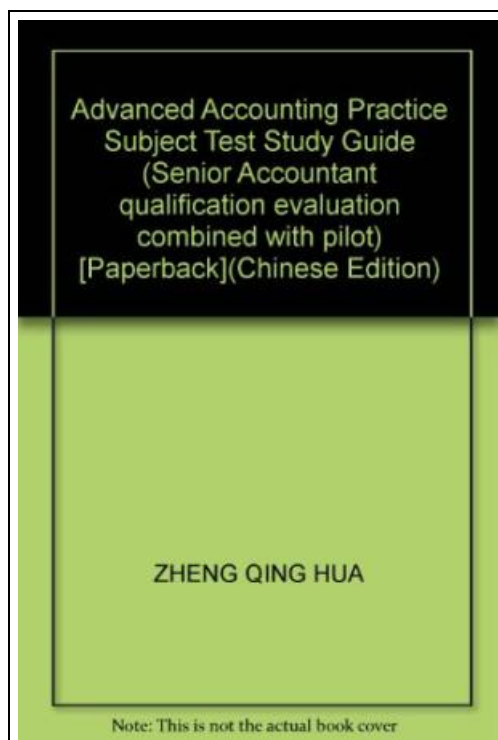 Advanced Accounting Practice
Subject Test Study Guide
(Senior Accountant
qualification evaluation
combined with pilot)
[Paperback](Chinese Edition)
ZHENG QING HUA
Note: This is not the actual book cover